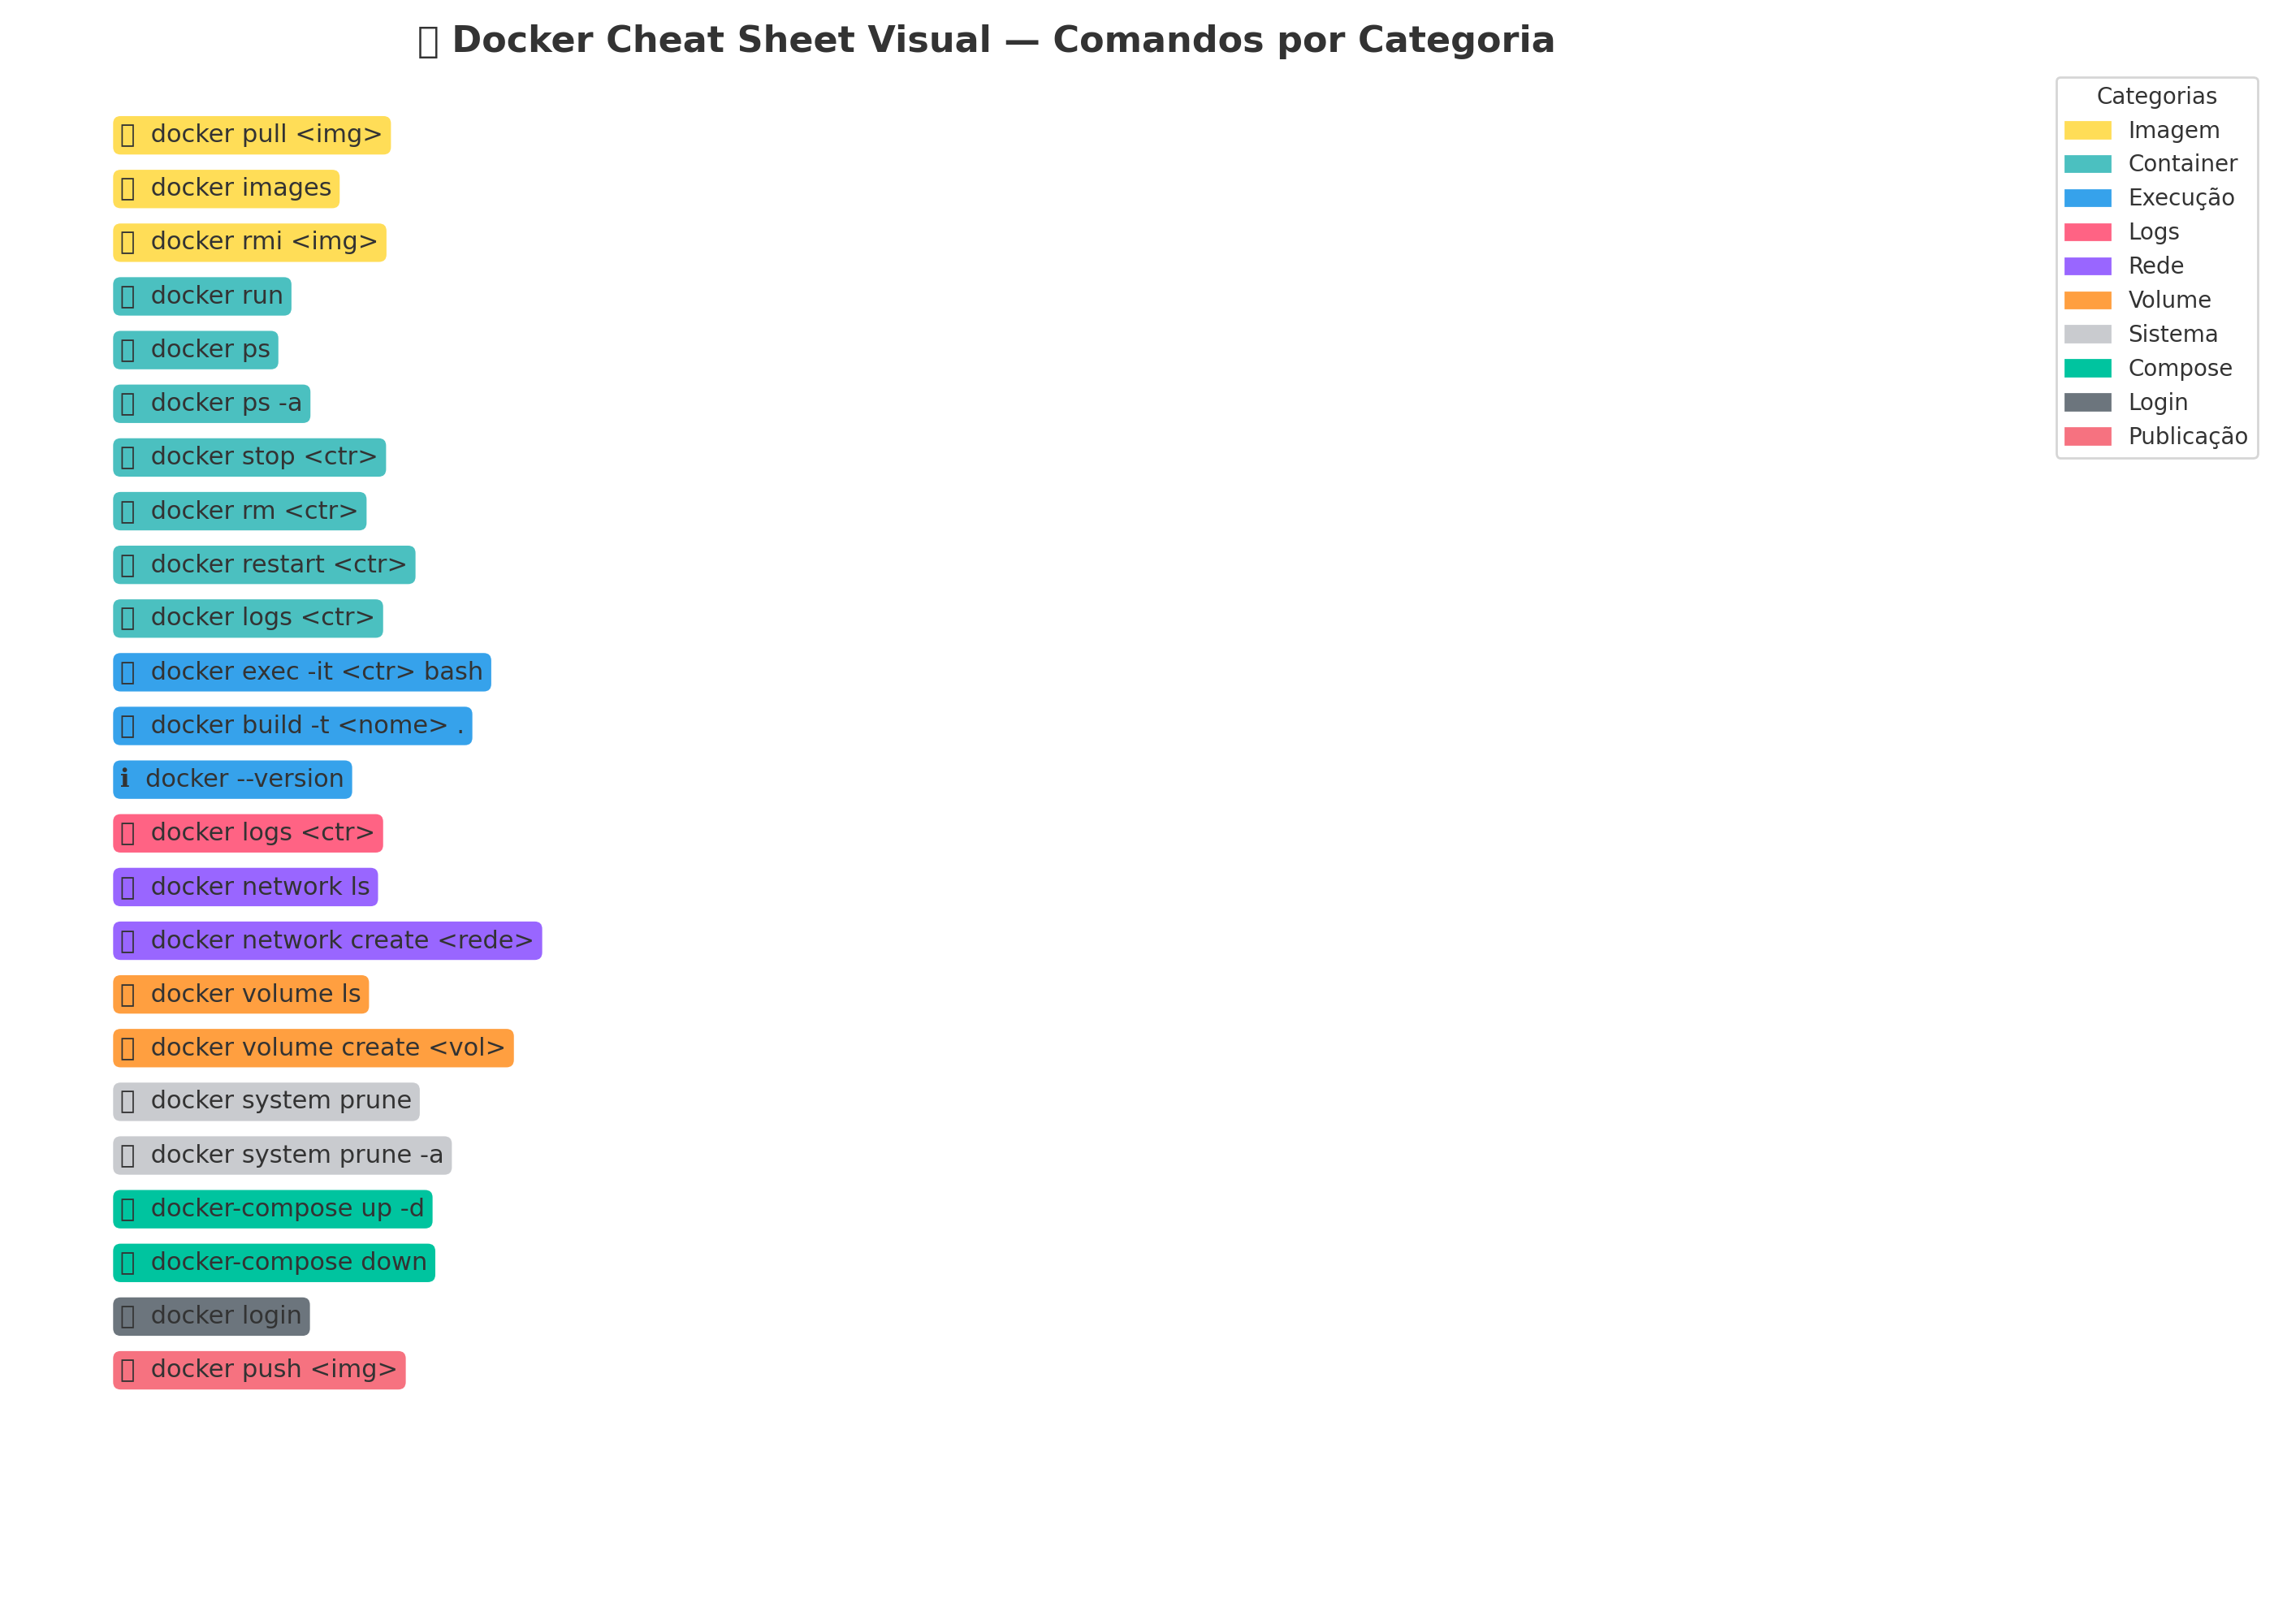 Docker Cheat Sheet Visual — Comandos por Categoria
docker pull <img>
docker images
docker rmi <img>
docker run
docker ps
docker ps -a
docker stop <ctr>
docker rm <ctr>
docker restart <ctr>
docker logs <ctr>
docker exec -it <ctr> bash
docker build -t <nome> .
ℹ docker --version
docker logs <ctr>
docker network ls
docker network create <rede>
docker volume ls
docker volume create <vol>
docker system prune
docker system prune -a
docker-compose up -d
docker-compose down
docker login
docker push <img>
Categorias
Imagem
Container
Execução
Logs
Rede
Volume
Sistema
Compose
Login
Publicação